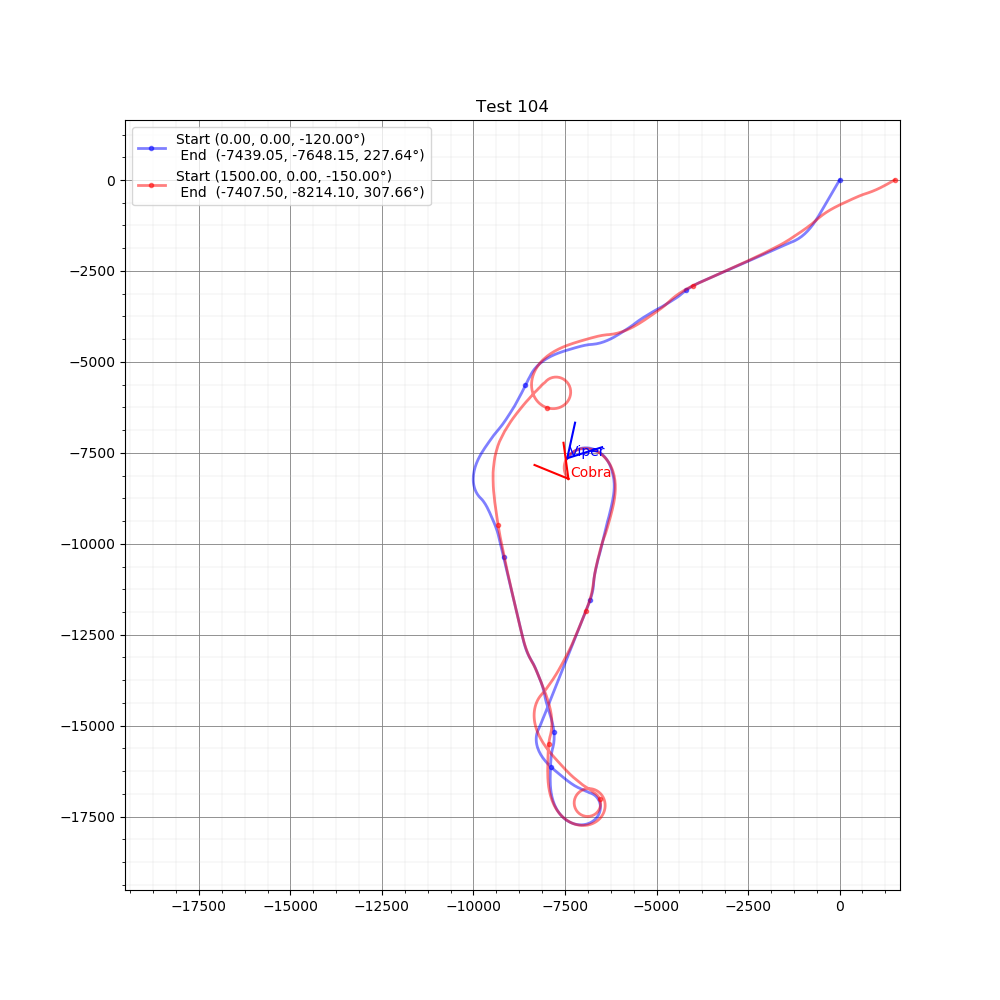 Test 104
Start (0.00, 0.00, -120.00°)
End  (-7439.05, -7648.15, 227.64°)
Start (1500.00, 0.00, -150.00°)
End  (-7407.50, -8214.10, 307.66°)
0
−2500
−5000
−7500
−10000
−12500
−15000
−17500
Viper
Cobra
−17500 −15000 −12500 −10000 −7500 −5000 −2500 0